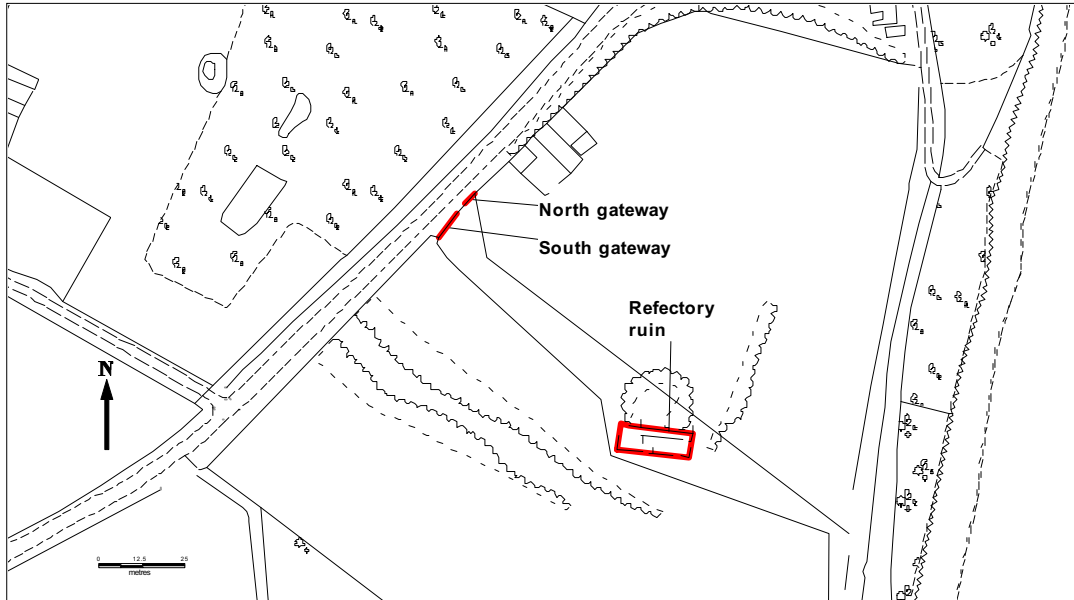 North gateway
South gateway
Refectory
ruin
N
0 12.5 25
metres